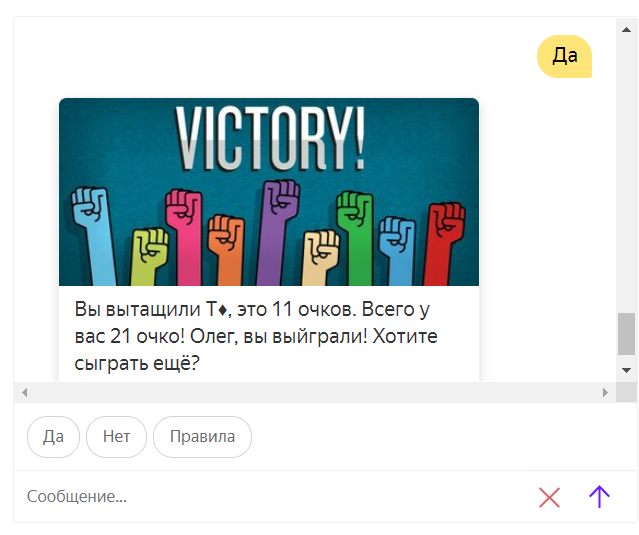 Да
VICTORY!
Вы вытащили Т♦, это 11 очков. Всего у
вас 21 очко! Олег, вы выйграли! Хотите
сыграть ещё?
Да Нет Правила
Сообщение...